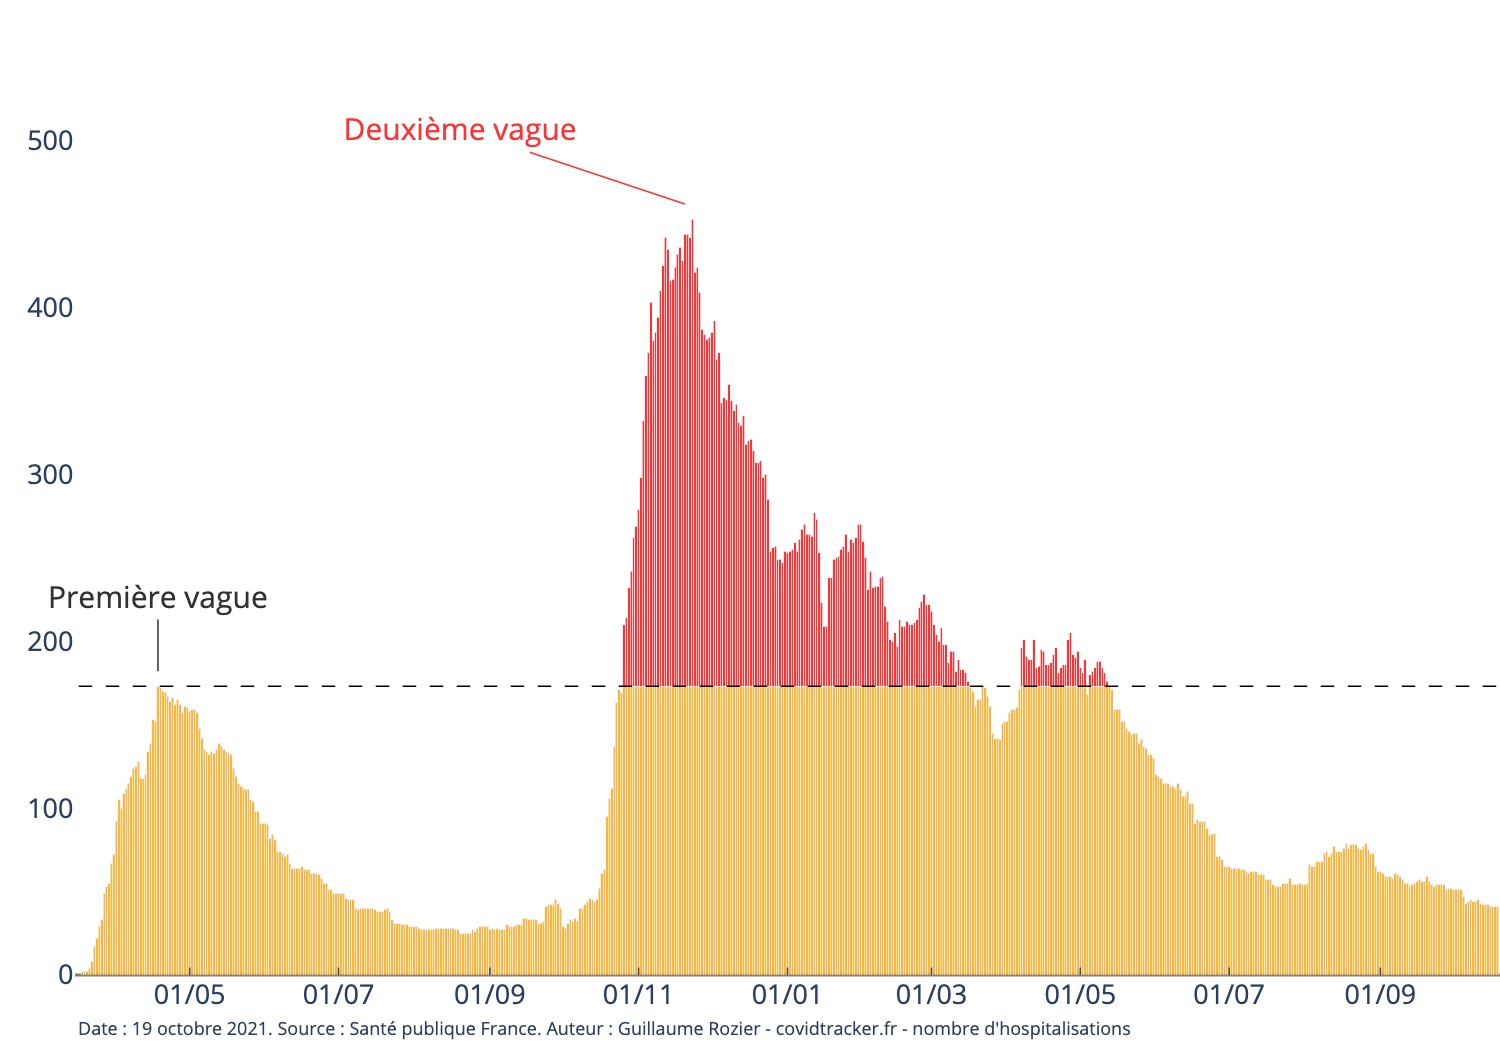 Deuxième vague
500
400
300
Première vague
200
100
0
01/05 01/07 01/09 01/11 01/01 01/03 01/05 01/07 01/09
Date : 19 octobre 2021. Source : Santé publique France. Auteur : Guillaume Rozier - covidtracker.fr - nombre d'hospitalisations